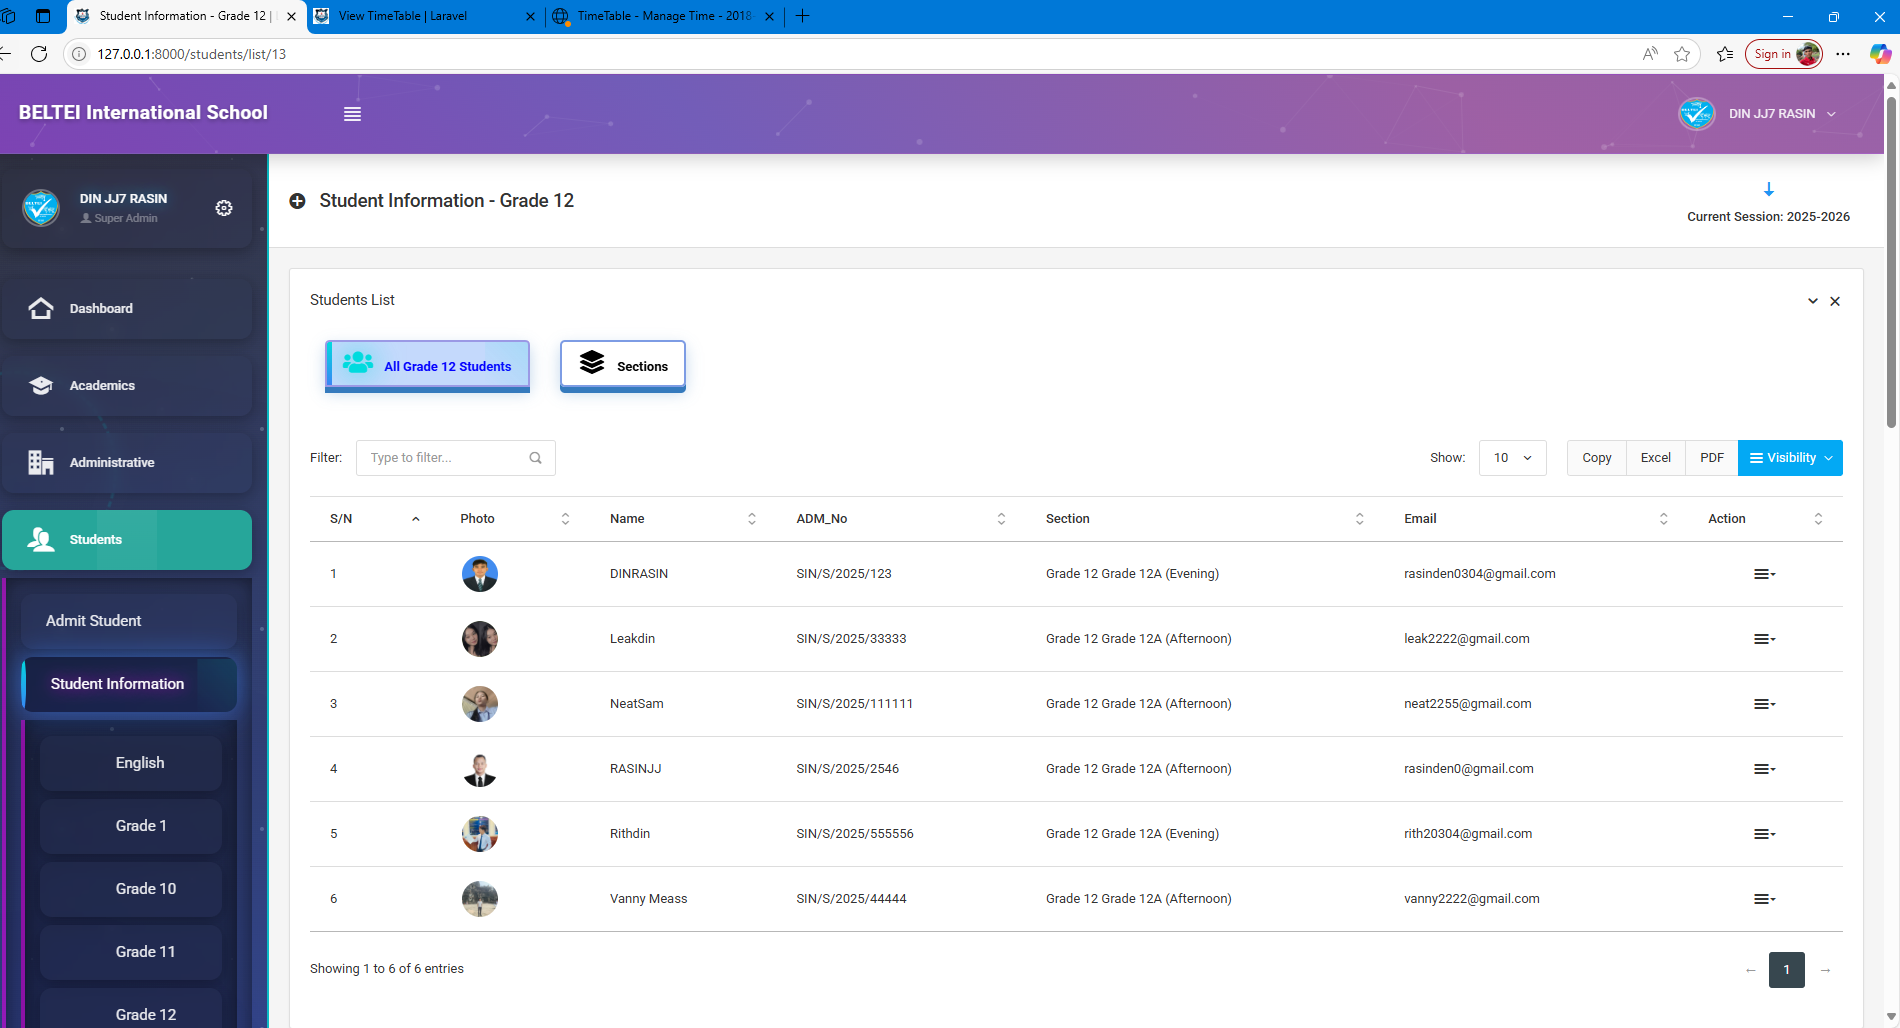 Student Information - Grade 12 |
View TimeTable | Laravel
TimeTable - Manage Time - 2018
127.0.0.1:8000/students/list/13
Sign in
BELTEI International School
DIN JJ7 RASIN
DIN JJ7 RASIN
Super Admin
Dashboard
Academics
Administrative
Students
Admit Student
Student Information
English
Grade 1
Grade 10
Grade 11
Grade 12
Student Information - Grade 12
Current Session: 2025-2026
Students List
All Grade 12 Students
Sections
Filter: Type to filter...
Show: 10 Copy Excel PDF Visibility
S/N Photo Name ADM_No Section Email Action
1 DINRASIN SIN/S/2025/123 Grade 12 Grade 12A (Evening) rasinden0304@gmail.com
2 Leakdin SIN/S/2025/33333 Grade 12 Grade 12A (Afternoon) leak2222@gmail.com
3 NeatSam SIN/S/2025/111111 Grade 12 Grade 12A (Afternoon) neat2255@gmail.com
4 RASINJJ SIN/S/2025/2546 Grade 12 Grade 12A (Afternoon) rasinden0@gmail.com
5 Rithdin SIN/S/2025/555556 Grade 12 Grade 12A (Evening) rith20304@gmail.com
6 Vanny Meass SIN/S/2025/44444 Grade 12 Grade 12A (Afternoon) vanny2222@gmail.com
Showing 1 to 6 of 6 entries
← 1 →